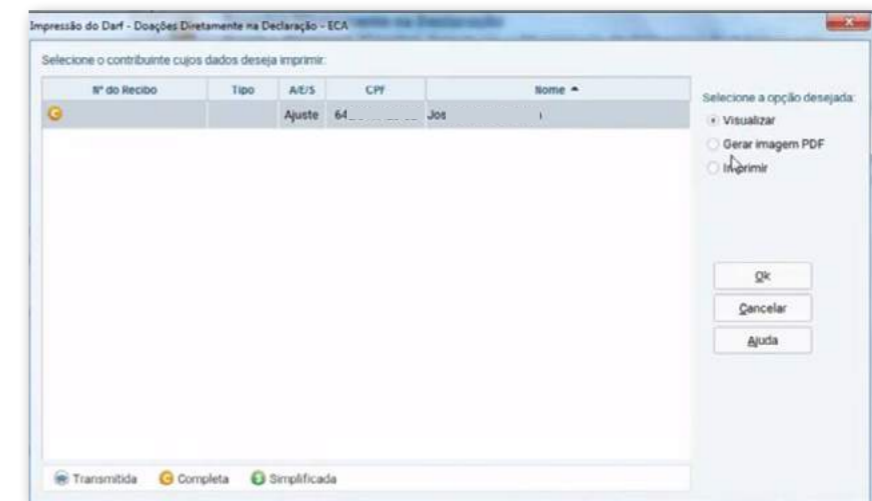 Impressão do Darf - Doações Diretamente na Declaração - ECA
Selecione o contribuinte cujos dados deseja imprimir:
Nº do Recibo Tipo A/E/S CPF Nome
Ajuste 64 Jos
Selecione a opção desejada:
Visualizar
Gerar imagem PDF
Imprimir
Ok
Cancelar
Ajuda
Transmitida Completa Simplificada